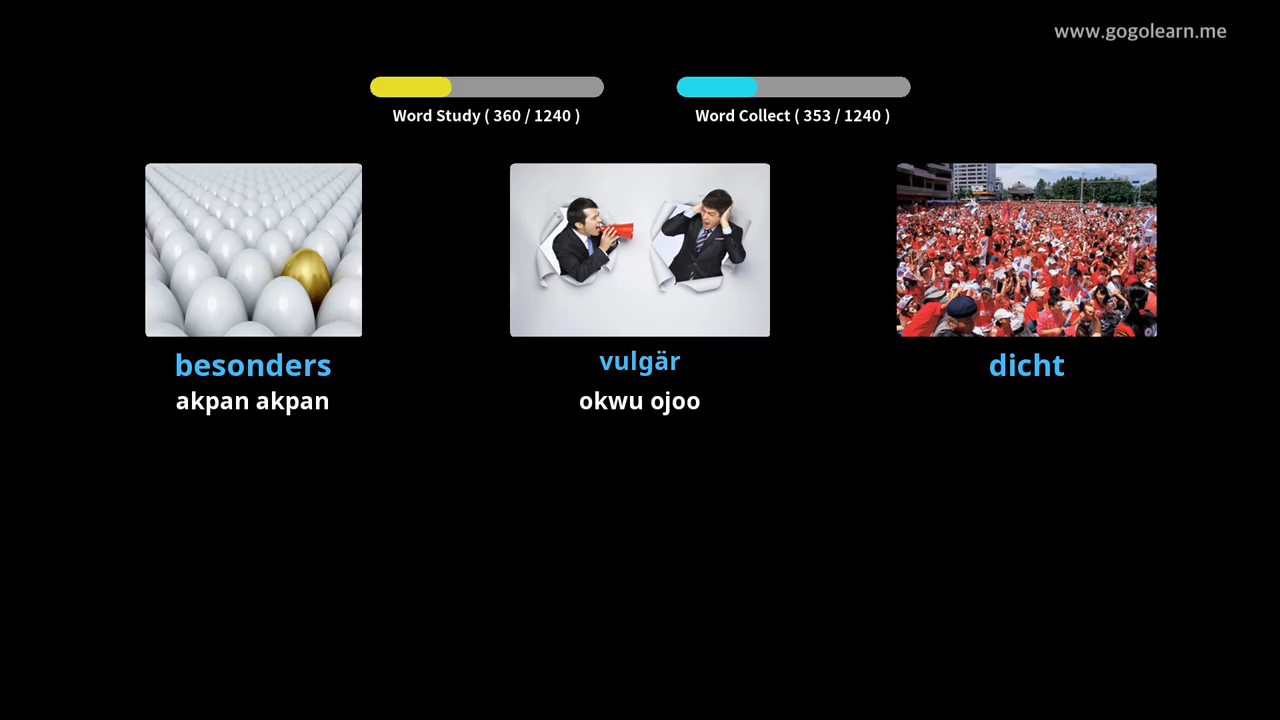 www.gogolearn.me
Word Study ( 360 / 1240 )
Word Collect ( 353 / 1240 )
besonders
akpan akpan
vulgär
okwu ojoo
dicht